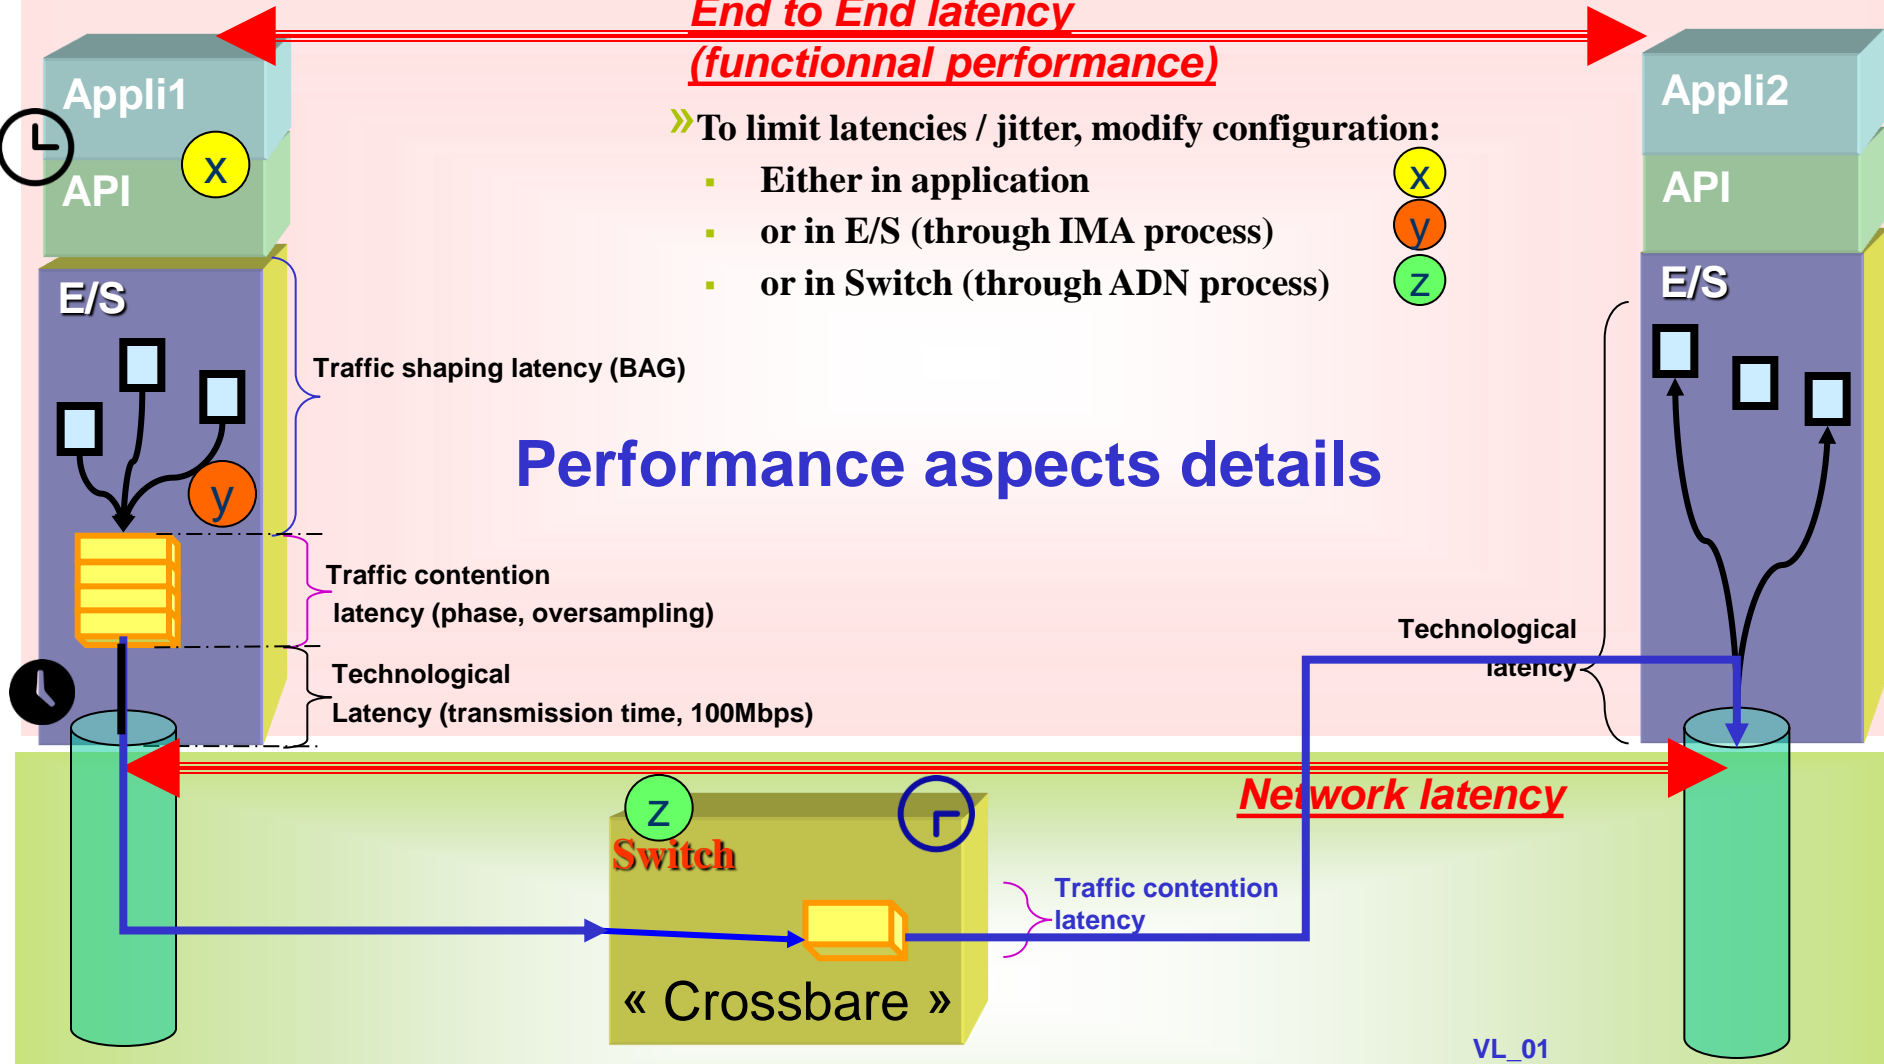 End to End latency
(functionnal performance)
Appli1
API
x
Appli2
API
» To limit latencies / jitter, modify configuration:
▪ Either in application x
▪ or in E/S (through IMA process) y
▪ or in Switch (through ADN process) z
E/S
E/S
Traffic shaping latency (BAG)
Performance aspects details
y
Traffic contention
latency (phase, oversampling)
Technological
latency
Technological
Latency (transmission time, 100Mbps)
Network latency
z
Switch
Traffic contention
latency
« Crossbare »
VL_01